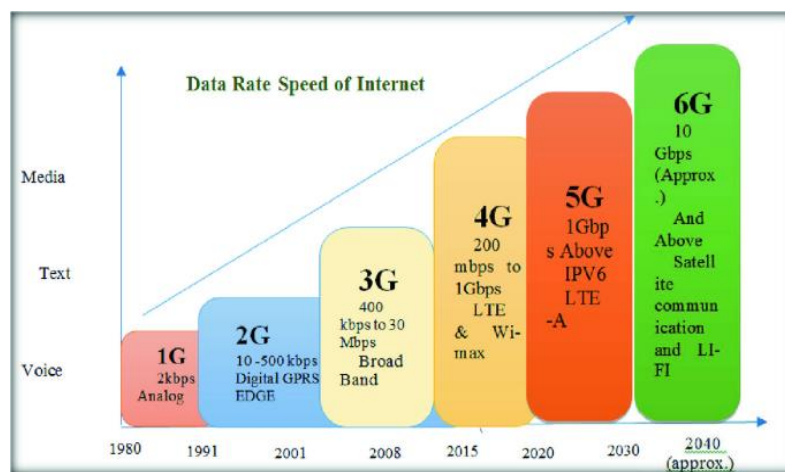 Data Rate Speed of Internet
Media
Text
Voice
1G
2kbps
Analog
2G
10 -500 kbps
Digital GPRS
EDGE
3G
400
kbps to 30
Mbps
Broad
Band
4G
200
mbps to
1Gbps
LTE
& Wi-
max
5G
1Gbp
s Above
IPV6
LTE
-A
6G
10
Gbps
(Approx
.)
And
Above
Satell
ite
commun
ication
and LI-
FI
1980
1991
2001
2008
2015
2020
2030
2040
(approx.)